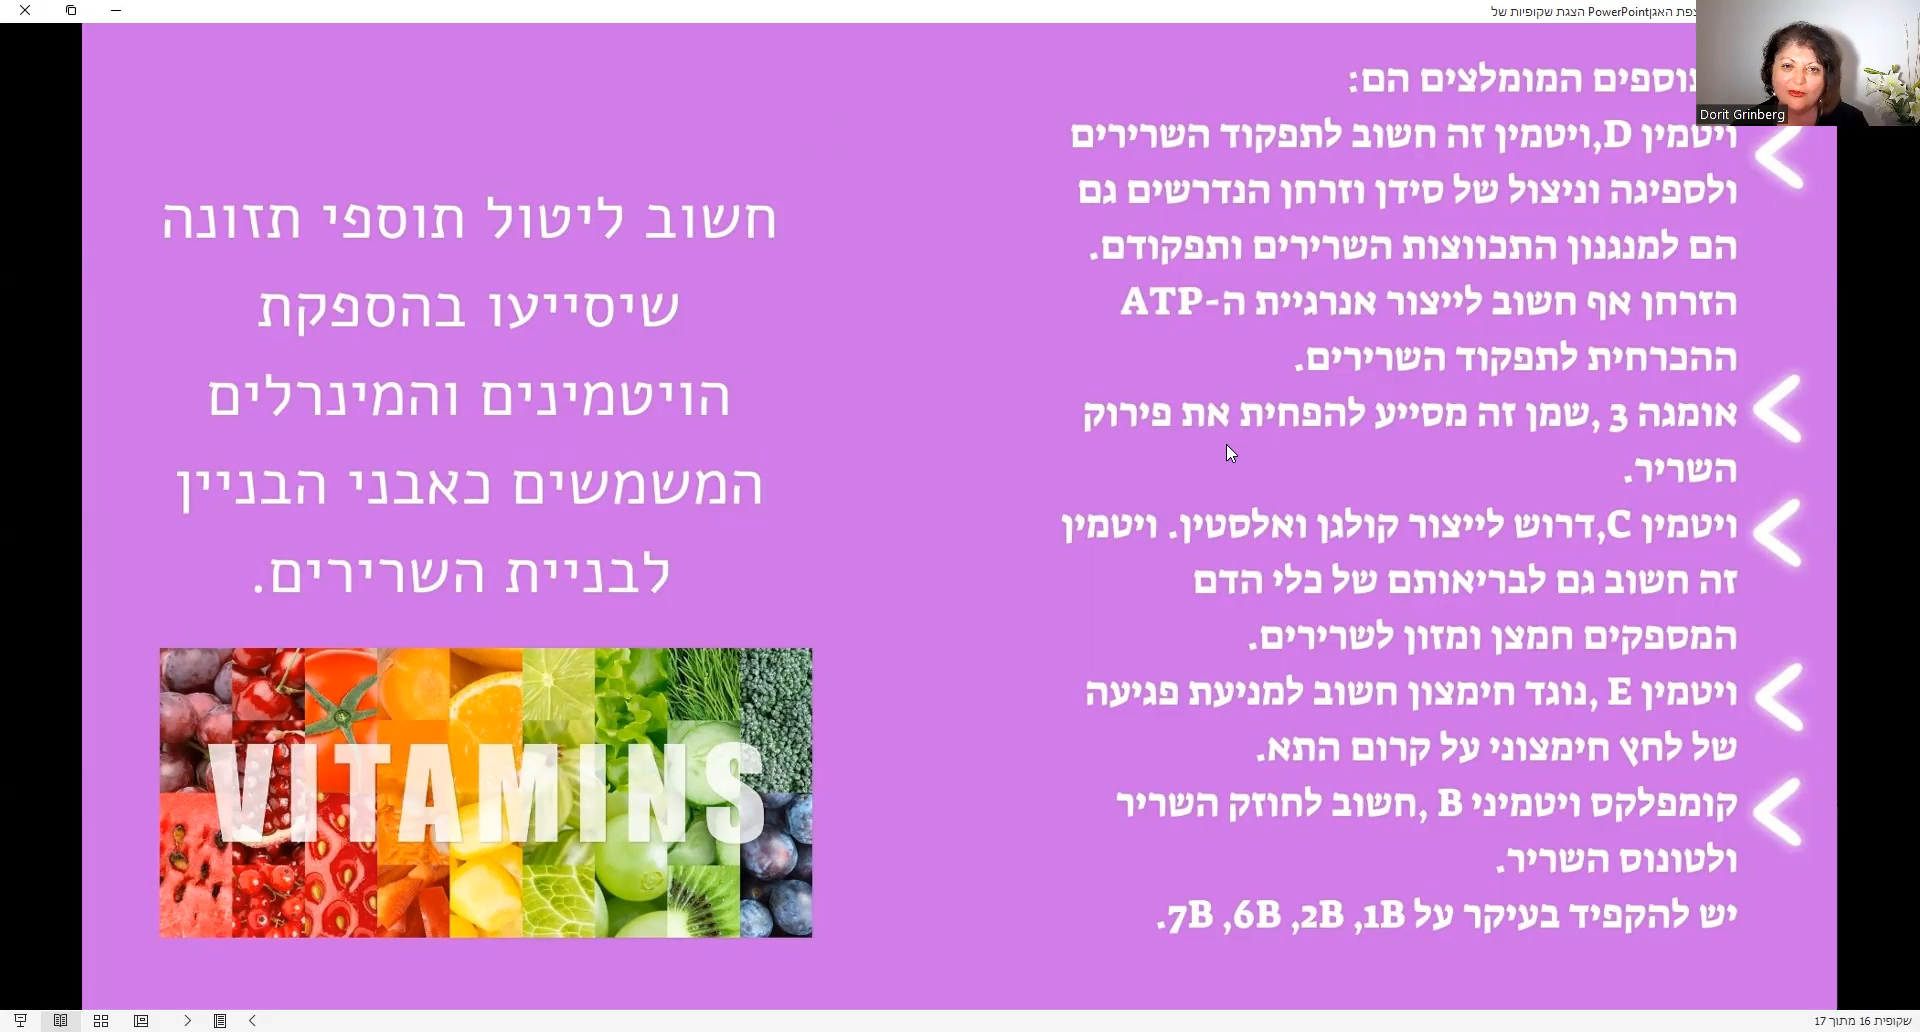 הצגת שקופיות של PowerPoint
Dorit Grinberg
המומלצים הם:
ויטמין D,ויטמין זה חשוב לתפקוד השרירים
ולספיגה וניצול של סידן וזרחן הנדרשים גם
הם למנגנון התכווצות השרירים ותפקודם.
הזרחן אף חשוב לייצור אנרגיית ה-ATP
ההכרחית לתפקוד השרירים.
אומגה 3 ,שמן זה מסייע להפחית את פירוק
השריר.
ויטמין C,דרוש לייצור קולגן ואלסטין. ויטמין
זה חשוב גם לבריאותם של כלי הדם
המספקים חמצן ומזון לשרירים.
ויטמין E ,נוגד חימצון חשוב למניעת פגיעה
של לחץ חימצוני על קרום התא.
קומפלקס ויטמיני B ,חשוב לחוזק השריר
ולטונוס השריר.
יש להקפיד בעיקר על 1B, 2B, 6B, 7B.
חשוב ליטול תוספי תזונה
שיסייעו בהספקת
הויטמינים והמינרלים
המשמשים כאבני הבניין
לבניית השרירים.
VITAMINS
שקופית 16 מתוך 17